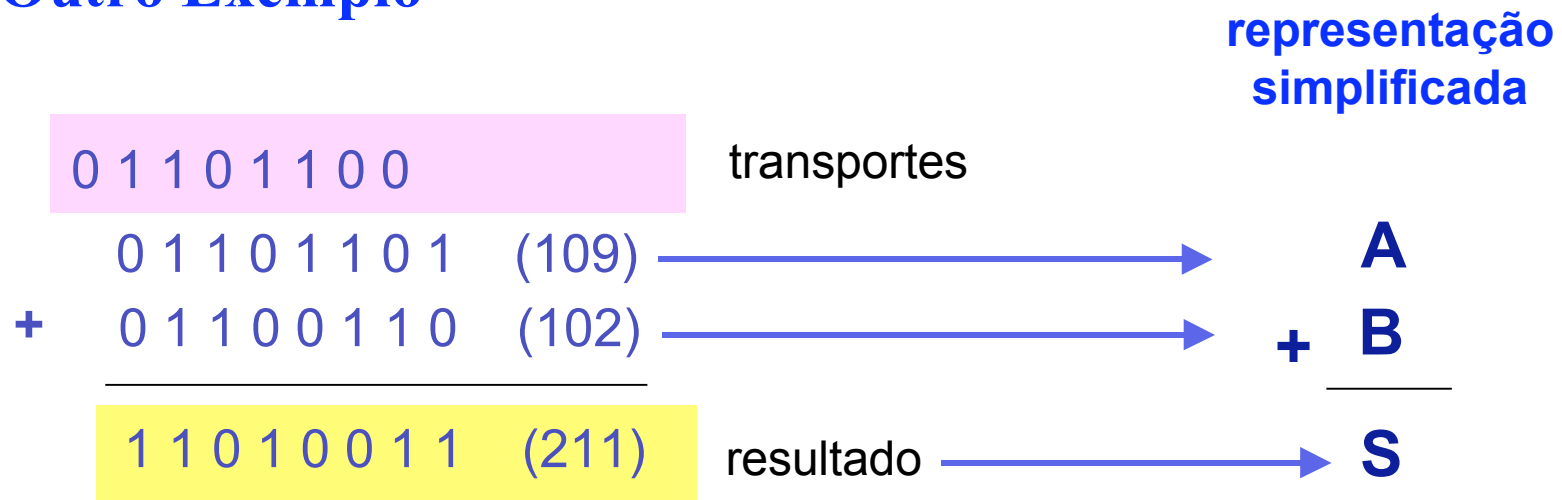 Outro Exemplo
representação
simplificada
0 1 1 0 1 1 0 0 transportes
0 1 1 0 1 1 0 1 (109) A
+ 0 1 1 0 0 1 1 0 (102) + B
1 1 0 1 0 0 1 1 (211) resultado S